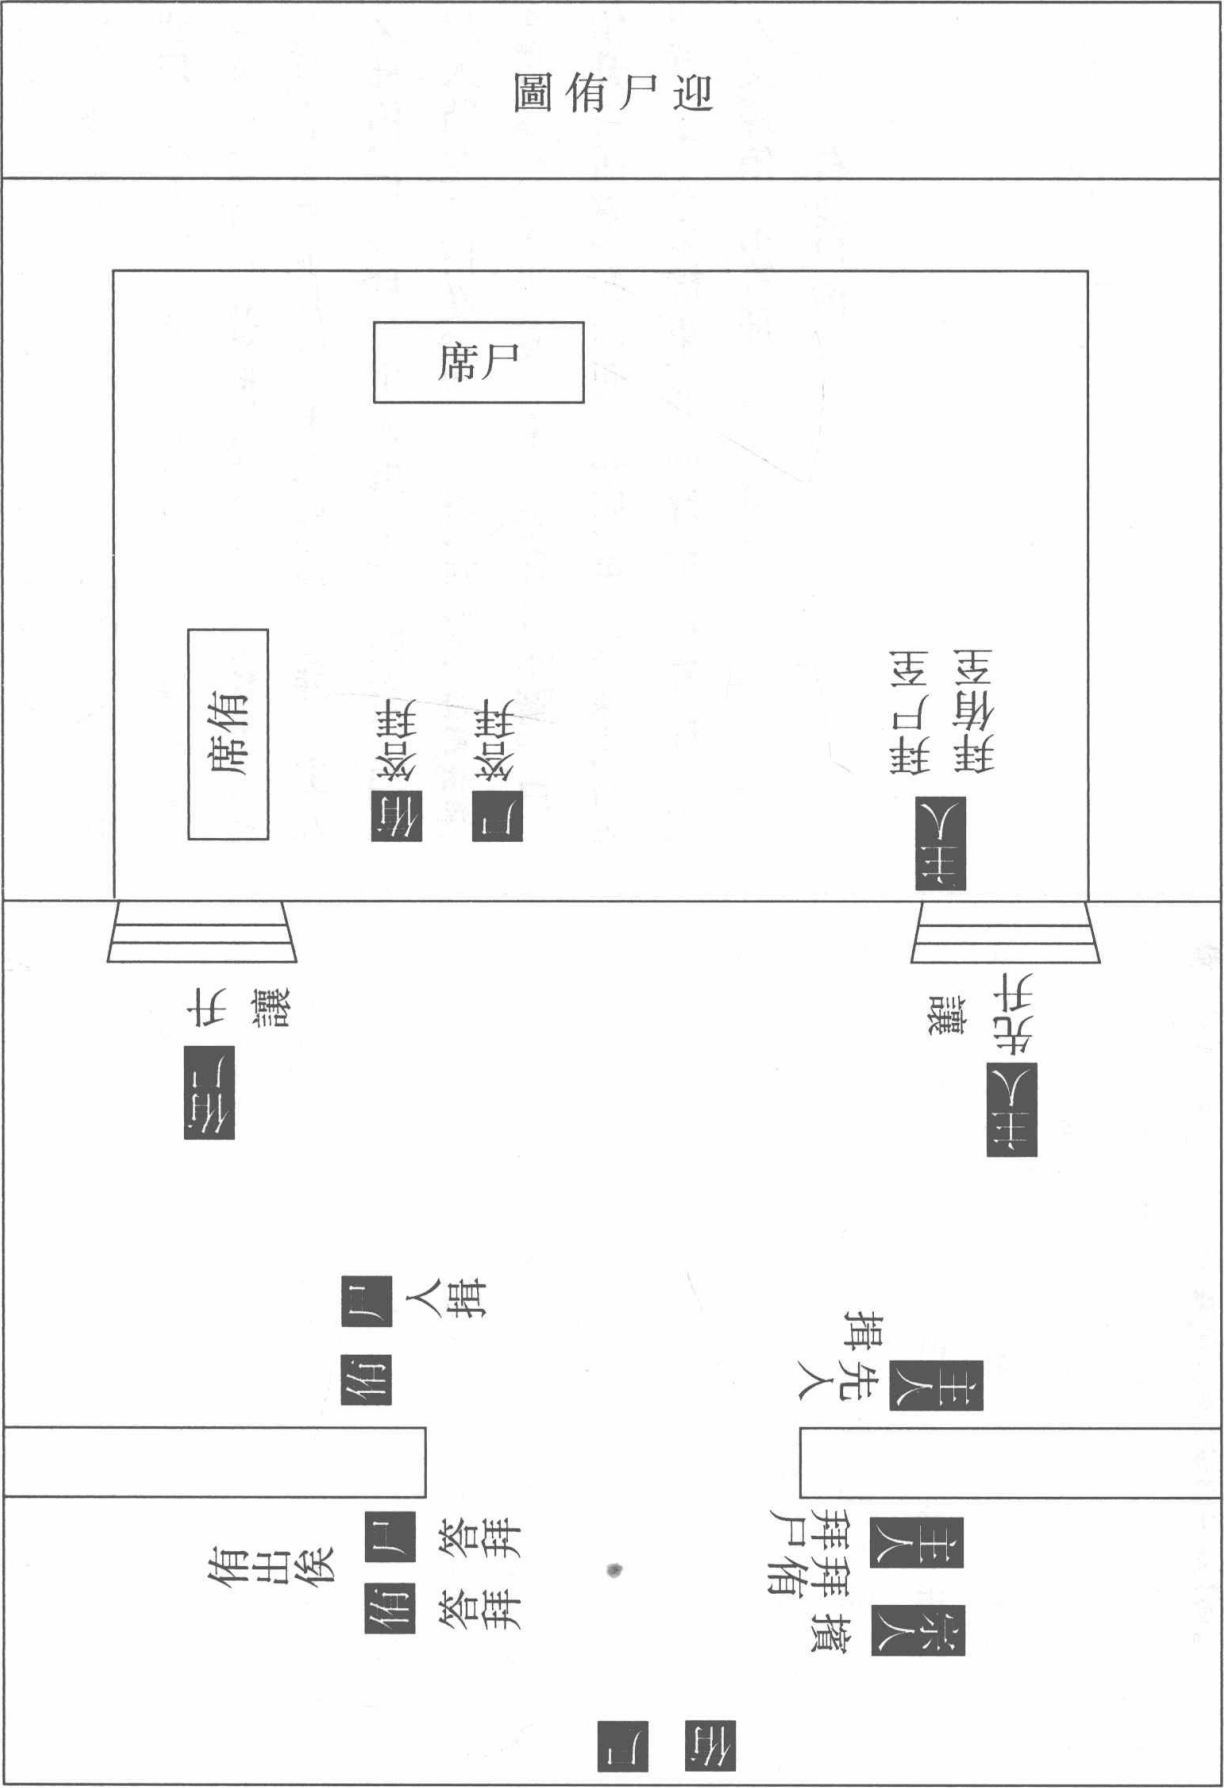 迎尸侑圖
尸席
侑席
侑
答拜
尸
答拜
主人
拜尸至
拜侑至
升
讓
侑尸
讓
先升
主人
尸
入揖
侑
揖
先入
主人
侑出俟
尸
答拜
侑
答拜
主人
拜尸
拜侑
宗人
擯
尸
侑